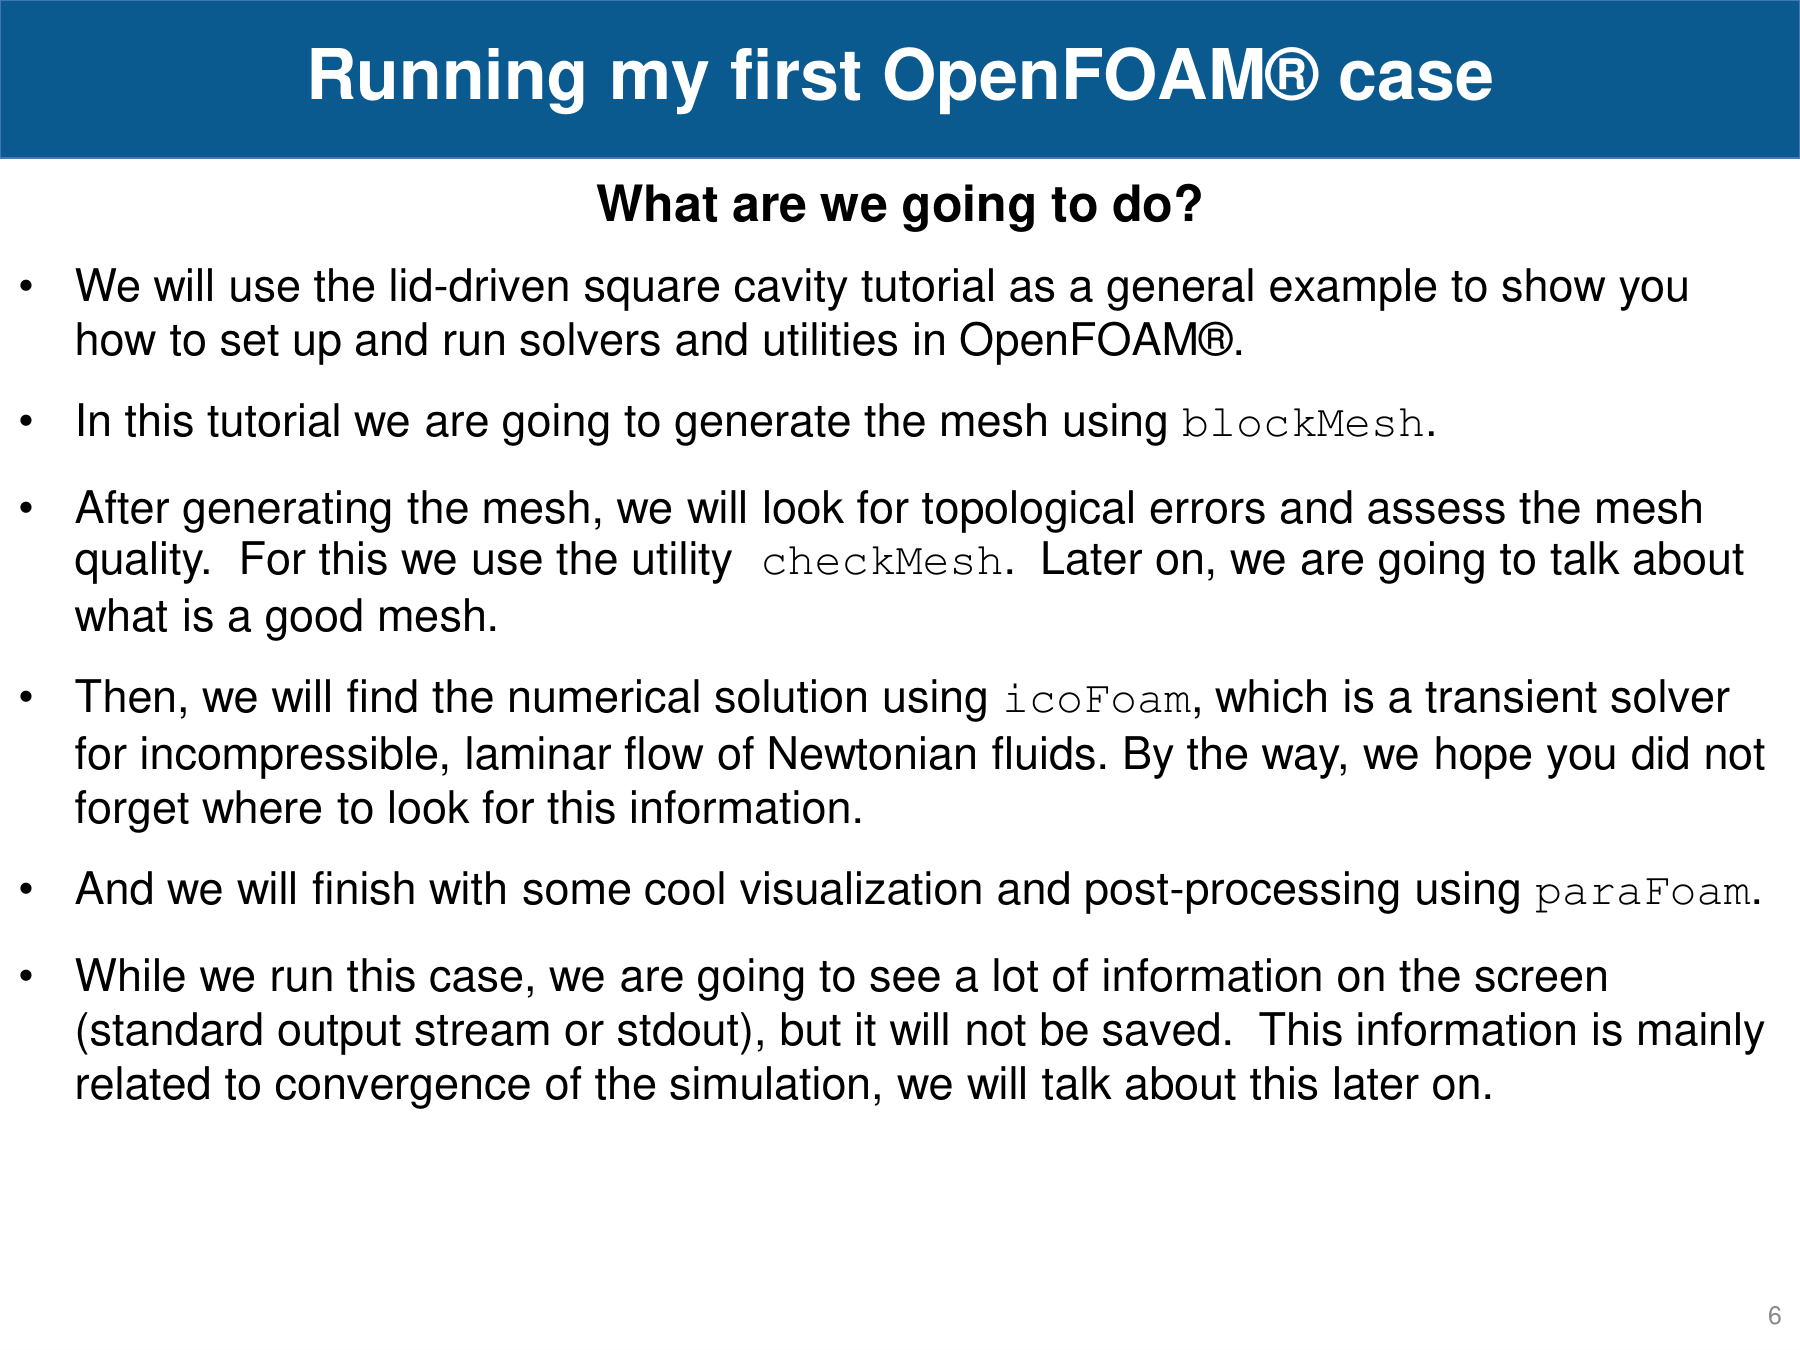 Running my first OpenFOAM® case
What are we going to do?
• We will use the lid-driven square cavity tutorial as a general example to show you
how to set up and run solvers and utilities in OpenFOAM®.
• In this tutorial we are going to generate the mesh using blockMesh.
• After generating the mesh, we will look for topological errors and assess the mesh
quality.  For this we use the utility  checkMesh.  Later on, we are going to talk about
what is a good mesh.
• Then, we will find the numerical solution using icoFoam, which is a transient solver
for incompressible, laminar flow of Newtonian fluids. By the way, we hope you did not
forget where to look for this information.
• And we will finish with some cool visualization and post-processing using paraFoam.
• While we run this case, we are going to see a lot of information on the screen
(standard output stream or stdout), but it will not be saved.  This information is mainly
related to convergence of the simulation, we will talk about this later on.
6